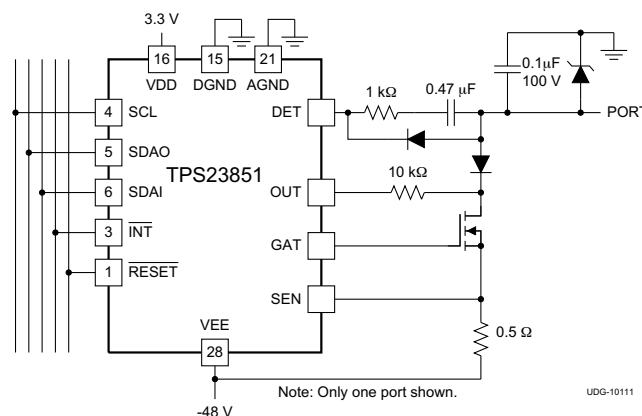 3.3 V
16
VDD
15
DGND
21
AGND
4
SCL
5
SDAO
6
SDAI
3
INT
1
RESET
TPS23851
DET
OUT
GAT
SEN
VEE
28
-48 V
1 kΩ
0.47 µF
0.1µF
100 V
PORT
10 kΩ
0.5 Ω
Note: Only one port shown.
UDG-10111